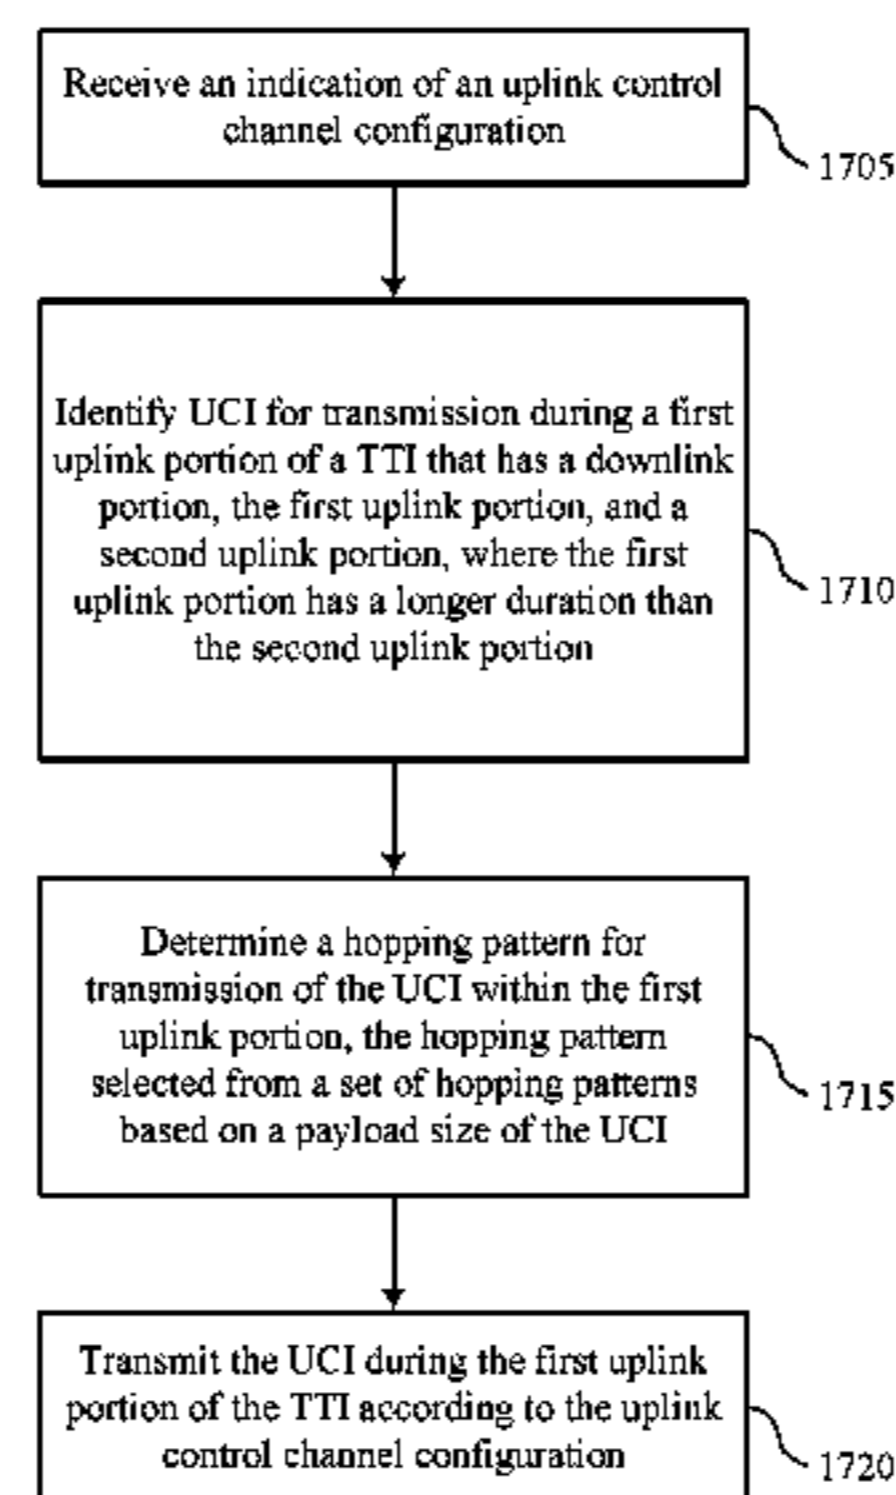 Receive an indication of an uplink control
channel configuration
1705
Identify UCI for transmission during a first
uplink portion of a TTI that has a downlink
portion, the first uplink portion, and a
second uplink portion, where the first
uplink portion has a longer duration than
the second uplink portion
1710
Determine a hopping pattern for
transmission of the UCI within the first
uplink portion, the hopping pattern
selected from a set of hopping patterns
based on a payload size of the UCI
1715
Transmit the UCI during the first uplink
portion of the TTI according to the uplink
control channel configuration
1720